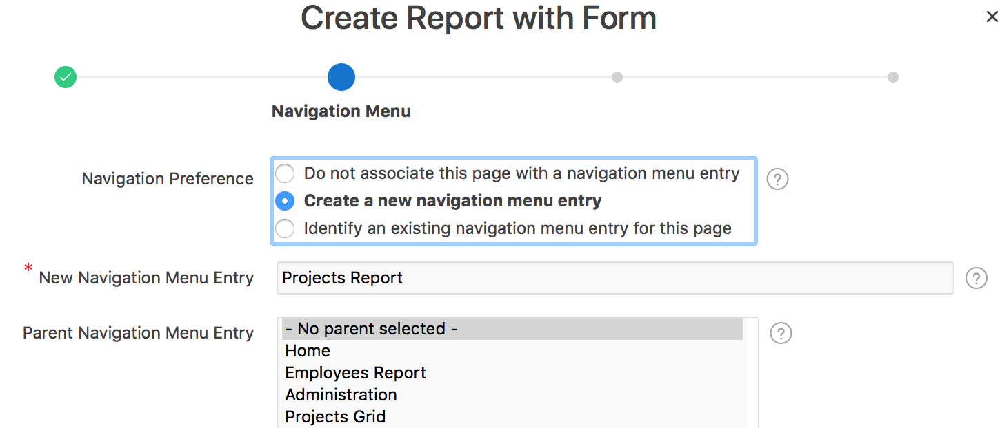 Create Report with Form
×
Navigation Menu
Navigation Preference
Do not associate this page with a navigation menu entry
?
Create a new navigation menu entry
Identify an existing navigation menu entry for this page
* New Navigation Menu Entry
Projects Report
?
Parent Navigation Menu Entry
- No parent selected -
?
Home
Employees Report
Administration
Projects Grid